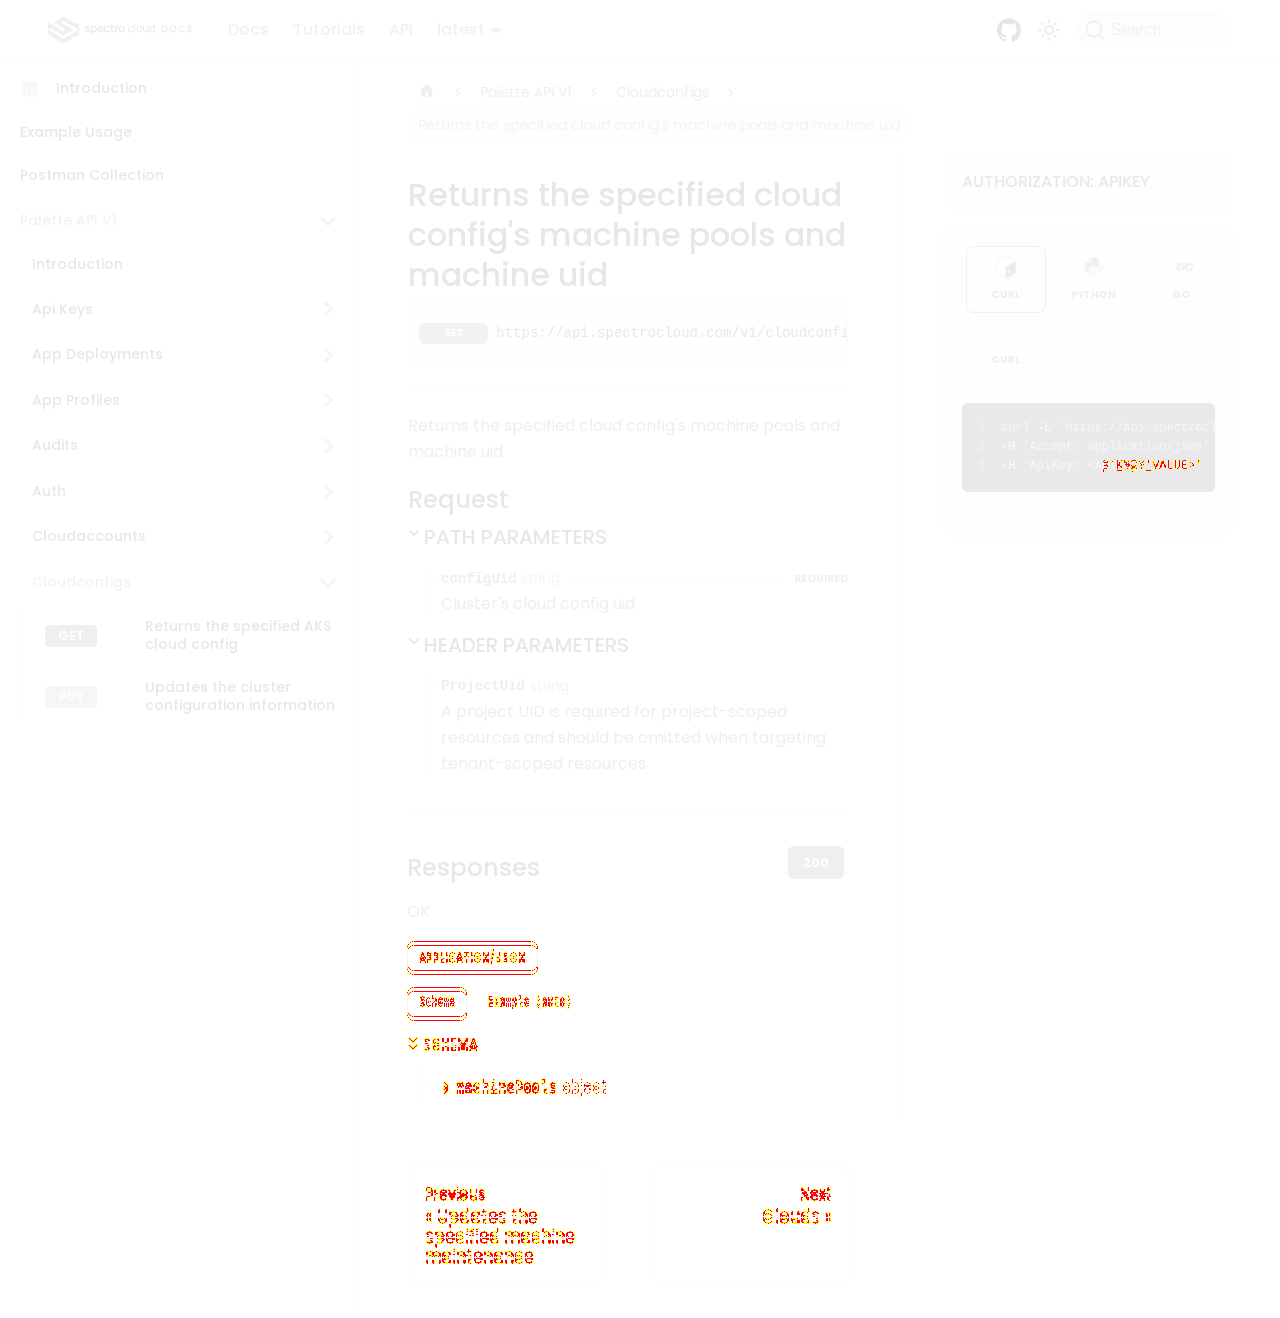 spectro cloud DOCS Docs Tutorials API latest Search
Introduction
Example Usage
Postman Collection
Palette API V1
Introduction
Api Keys
App Deployments
App Profiles
Audits
Auth
Cloudaccounts
Cloudconfigs
GET Returns the specified AKS
cloud config
PUT Updates the cluster
configuration information
Palette API V1 › Cloudconfigs ›
Returns the specified cloud config's machine pools and machine uid
Returns the specified cloud
config's machine pools and
machine uid
GET https://api.spectrocloud.com/v1/cloudconfi
Returns the specified cloud config's machine pools and
machine uid
Request
PATH PARAMETERS
configUid string REQUIRED
Cluster's cloud config uid
HEADER PARAMETERS
ProjectUid string
A project UID is required for project-scoped
resources and should be omitted when targeting
tenant-scoped resources
Responses 200
OK
APPLICATION/JSON
Schema Example (auto)
SCHEMA
machinePools object
Previous
« Updates the
specified machine
maintenance
Next
Clouds »
AUTHORIZATION: APIKEY
CURL PYTHON GO
CURL
1 curl -L 'https://api.spectrocl
2 -H 'Accept: application/json'
3 -H 'ApiKey: